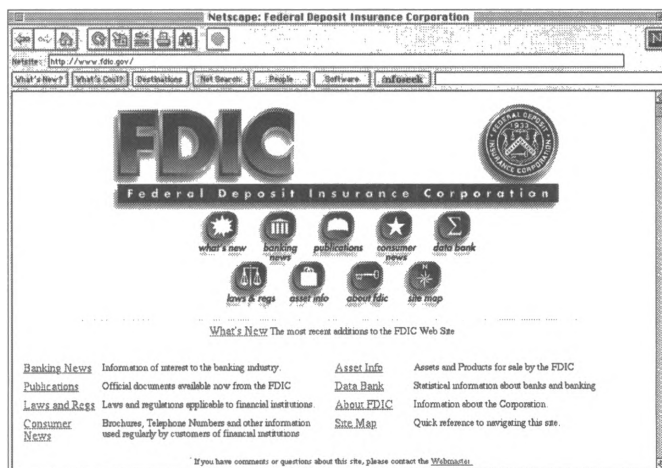 Netscape: Federal Deposit Insurance Corporation
N
Netsite: http://www.fdic.gov/
What's New? What's Cool? Destinations Net Search People Software infoseek
FDIC
FEDERAL DEPOSIT INSURANCE CORPORATION 1933
Federal Deposit Insurance Corporation
Σ
what's new banking news publications consumer news data bank
N
laws & regs asset info about fdic site map
What's New The most recent additions to the FDIC Web Site
Banking News Information of interest to the banking industry.
Publications Official documents available now from the FDIC
Laws and Regs Laws and regulations applicable to financial institutions.
Consumer News Brochures, Telephone Numbers and other information
used regularly by customers of financial institutions
Asset Info Assets and Products for sale by the FDIC
Data Bank Statistical information about banks and banking
About FDIC Information about the Corporation.
Site Map Quick reference to navigating this site.
If you have comments or questions about this site, please contact the Webmaster